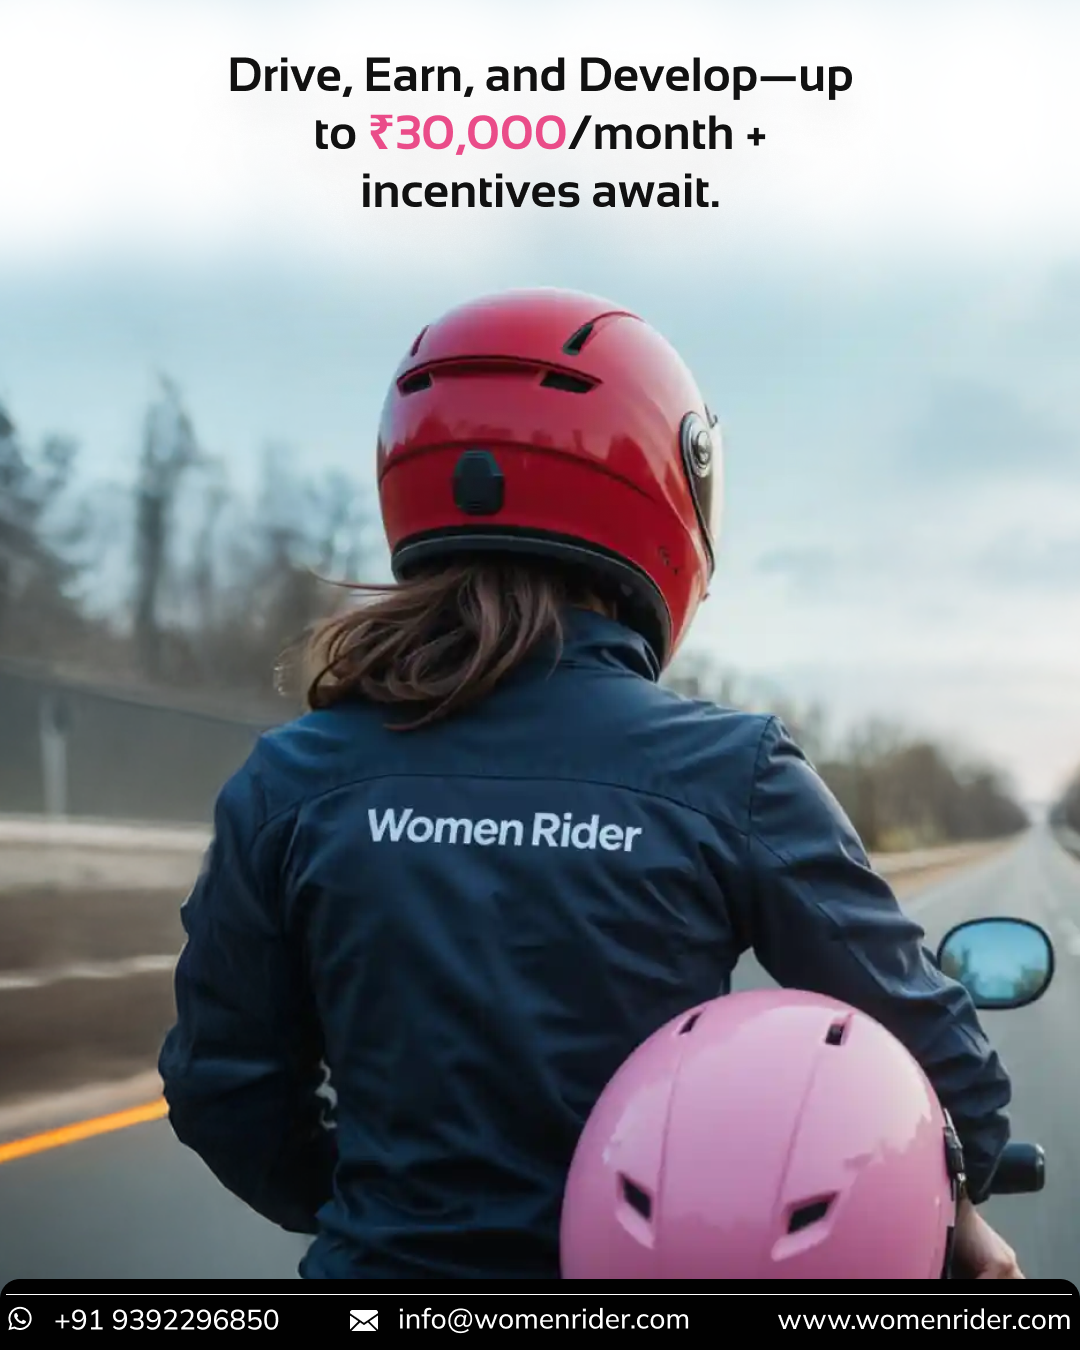 Drive, Earn, and Develop—up
to ₹30,000/month +
incentives await.
Women Rider
+91 9392296850 info@womenrider.com www.womenrider.com